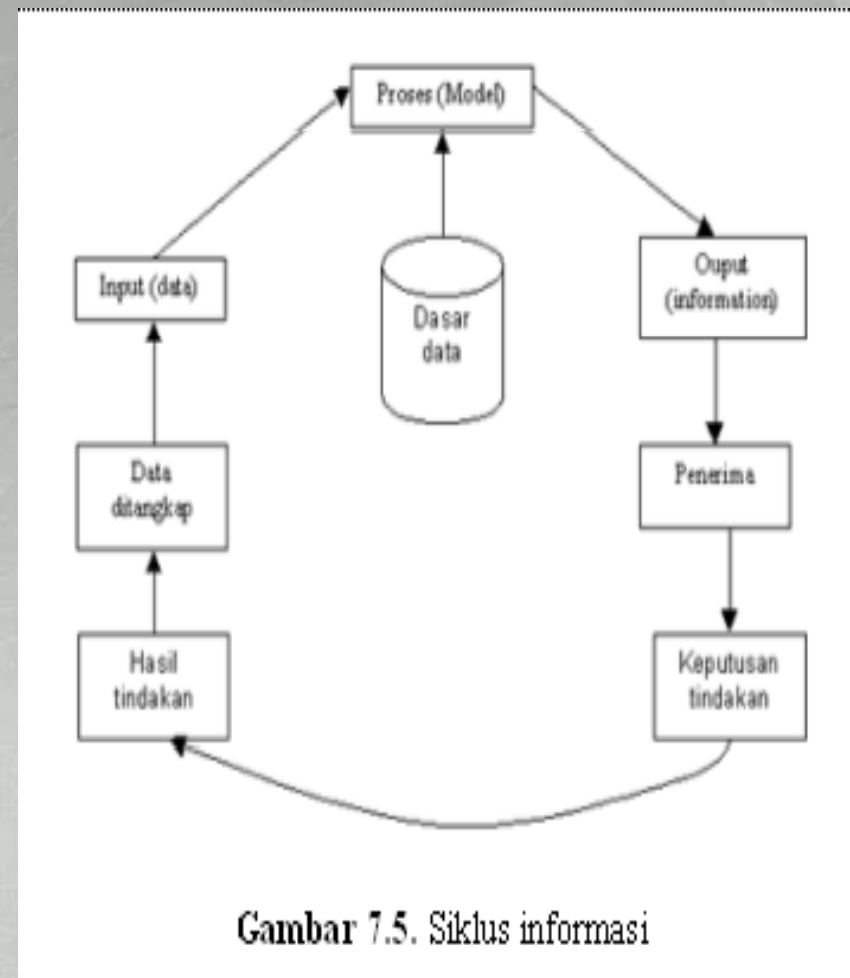 Proses (Model)
Input (data)
Dasar
data
Ouput
(information)
Data
ditangkap
Penerima
Hasil
tindakan
Keputusan
tindakan
Gambar 7.5. Siklus informasi